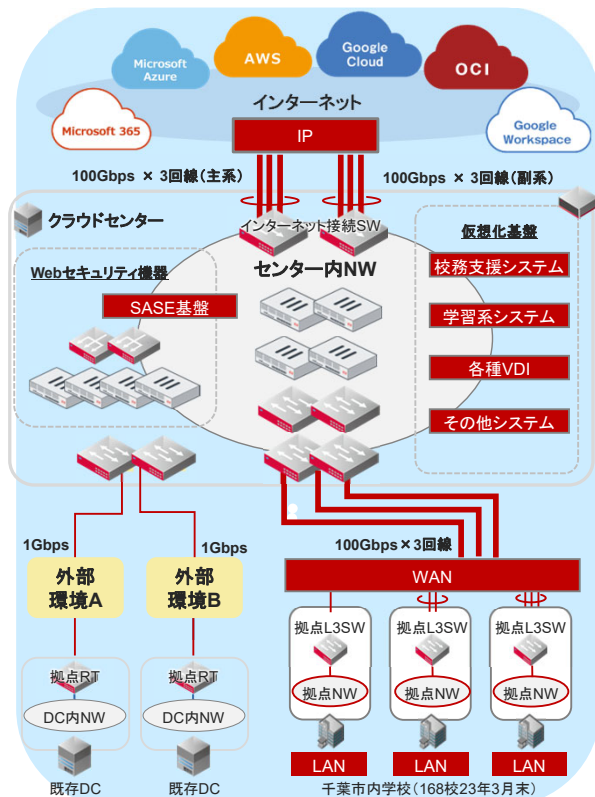 Microsoft
Azure
AWS
Google
Cloud
OCI
Microsoft 365
インターネット
Google
Workspace
IP
100Gbps × 3回線（主系）
100Gbps × 3回線（副系）
クラウドセンター
インターネット接続SW
仮想化基盤
Webセキュリティ機器
センター内NW
校務支援システム
SASE基盤
学習系システム
各種VDI
その他システム
1Gbps
1Gbps
100Gbps×3回線
外部
環境A
外部
環境B
WAN
拠点L3SW
拠点L3SW
拠点L3SW
拠点RT
拠点RT
拠点NW
拠点NW
拠点NW
DC内NW
DC内NW
LAN
LAN
LAN
既存DC
既存DC
千葉市内学校（168校23年3月末）